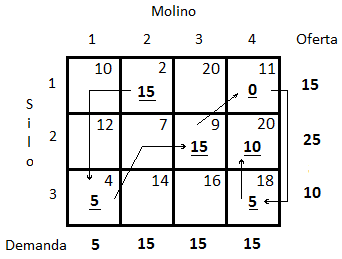 Molino
1 2 3 4 Oferta
10 2 20 11
1 15 0 15
12 7 9 20
2 15 10 25
4 14 16 18
3 5 5 10
Silo
Demanda 5 15 15 15